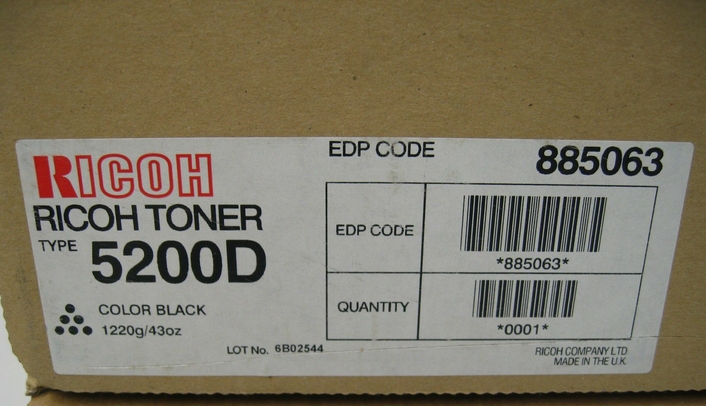 RICOH
RICOH TONER
TYPE 5200D
COLOR BLACK
1220g/43oz
LOT No. 6B02544
EDP CODE 885063
EDP CODE
*885063*
QUANTITY
*0001*
RICOH COMPANY LTD
MADE IN THE U.K.